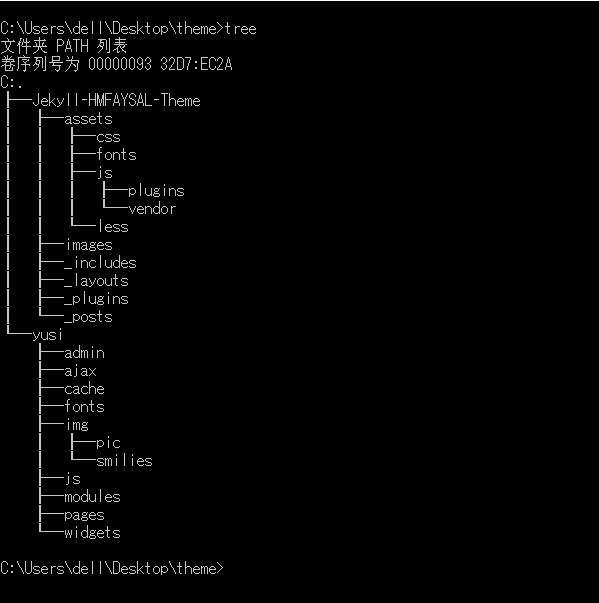 C:\Users\dell\Desktop\theme>tree
文件夹 PATH 列表
卷序列号为 00000093 32D7:EC2A
C:.
├─Jekyll-HMFAYSAL-Theme
│  ├─assets
│  │  ├─css
│  │  ├─fonts
│  │  ├─js
│  │  │  ├─plugins
│  │  │  └─vendor
│  │  └─less
│  ├─images
│  ├─_includes
│  ├─_layouts
│  ├─_plugins
│  └─_posts
└─yusi
    ├─admin
    ├─ajax
    ├─cache
    ├─fonts
    ├─img
    │  ├─pic
    │  └─smilies
    ├─js
    ├─modules
    ├─pages
    └─widgets
C:\Users\dell\Desktop\theme>